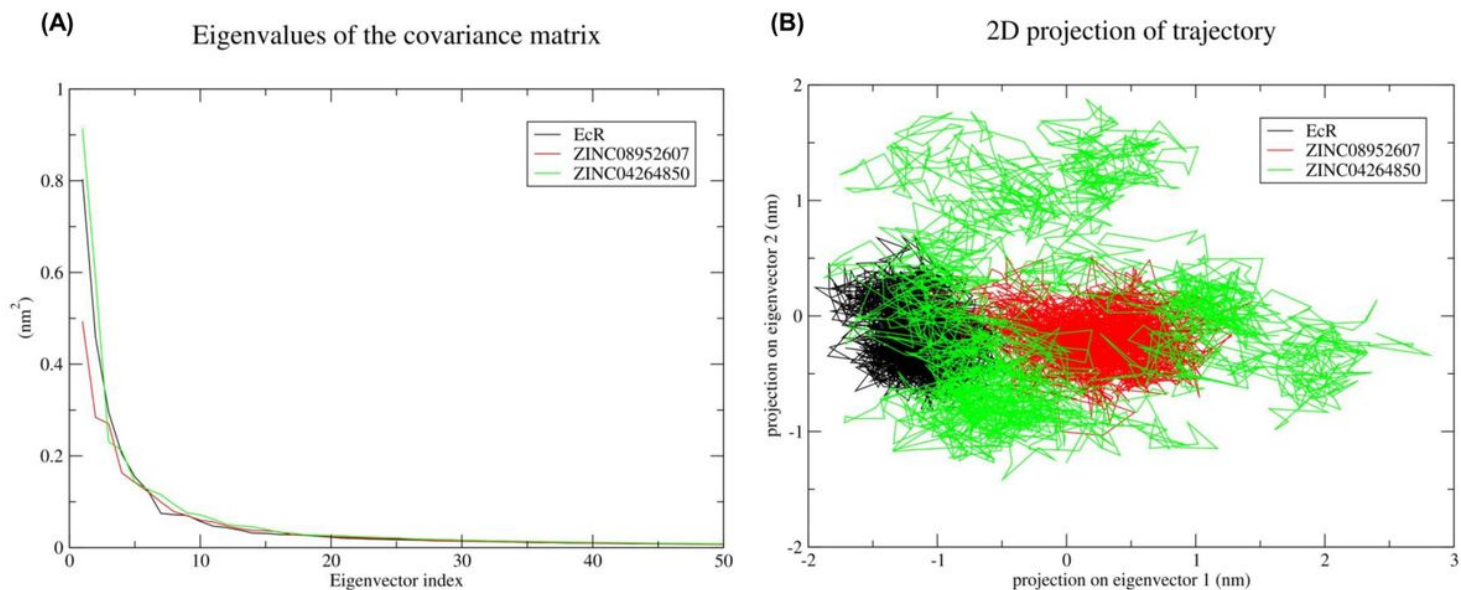 (A)
Eigenvalues of the covariance matrix
1
0.8
0.6
0.4
0.2
0
(nm²)
EcR
ZINC08952607
ZINC04264850
0 10 20 30 40 50
Eigenvector index
(B)
2D projection of trajectory
2
1
0
-1
-2
projection on eigenvector 2 (nm)
EcR
ZINC08952607
ZINC04264850
-2 -1 0 1 2 3
projection on eigenvector 1 (nm)